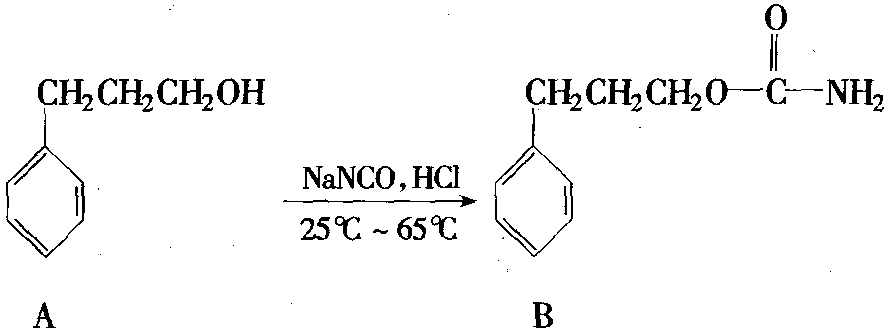 O
CH₂CH₂CH₂OH
CH₂CH₂CH₂O—C—NH₂
NaNCO,HCl
25℃~65℃
A
B